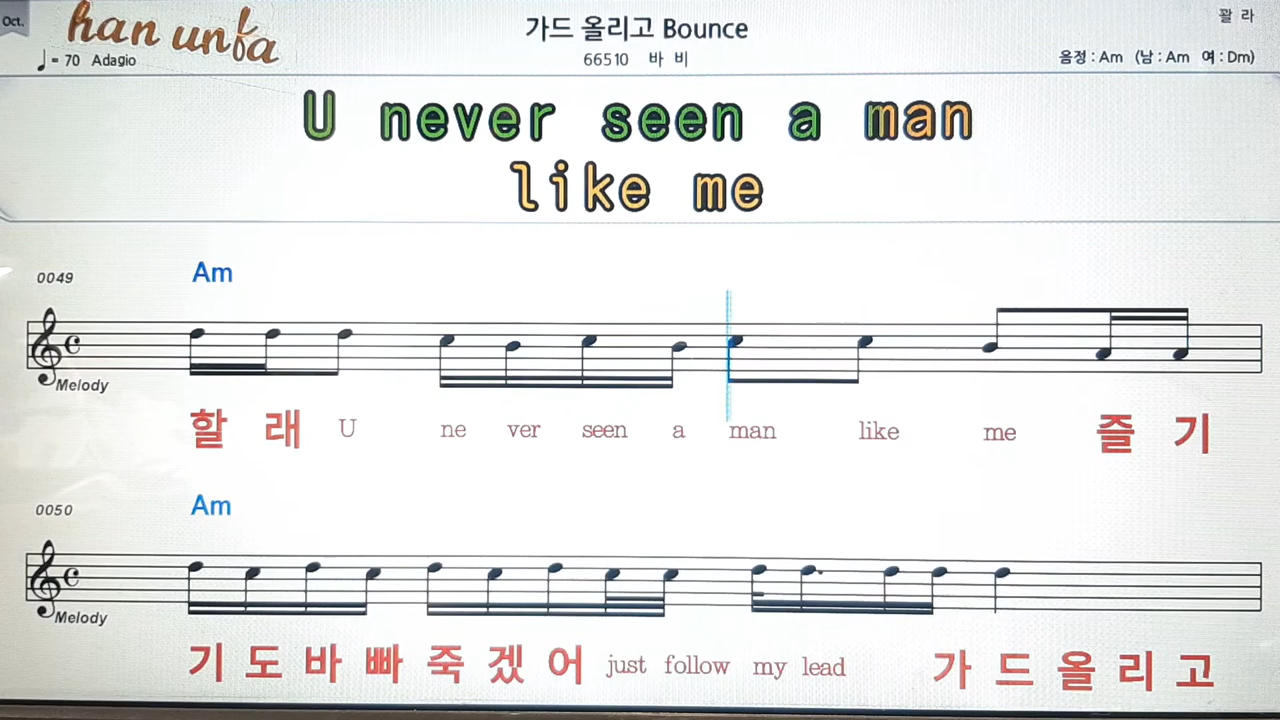 Oct.
han unfa
= 70 Adagio
가드 올리고 Bounce
66510 바 비
꽐 라
음정 : Am (남 : Am 여 : Dm)
U never seen a man
like me
0049
Am
Melody
할 래 U ne ver seen a man like me 즐 기
0050
Am
Melody
기 도 바 빠 죽 겠 어 just follow my lead 가 드 올 리 고